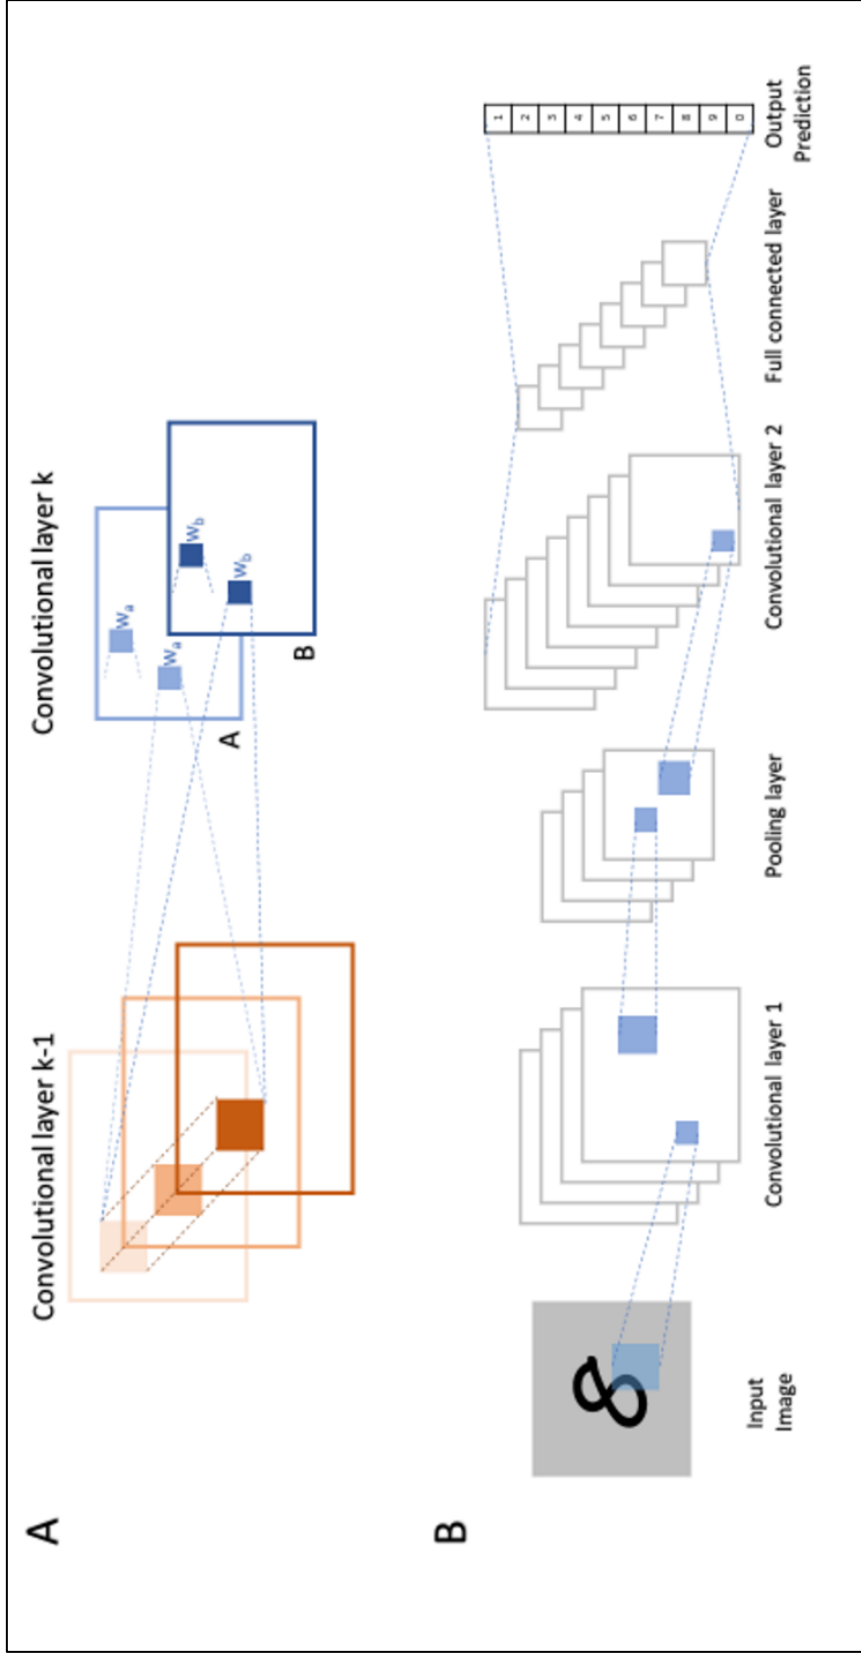 A
Convolutional layer k-1
Convolutional layer k
A
B
Wa
Wa
Wb
Wb
B
1
2
3
4
5
6
7
8
9
0
Input
Image
Convolutional layer 1
Pooling layer
Convolutional layer 2
Full connected layer
Output
Prediction